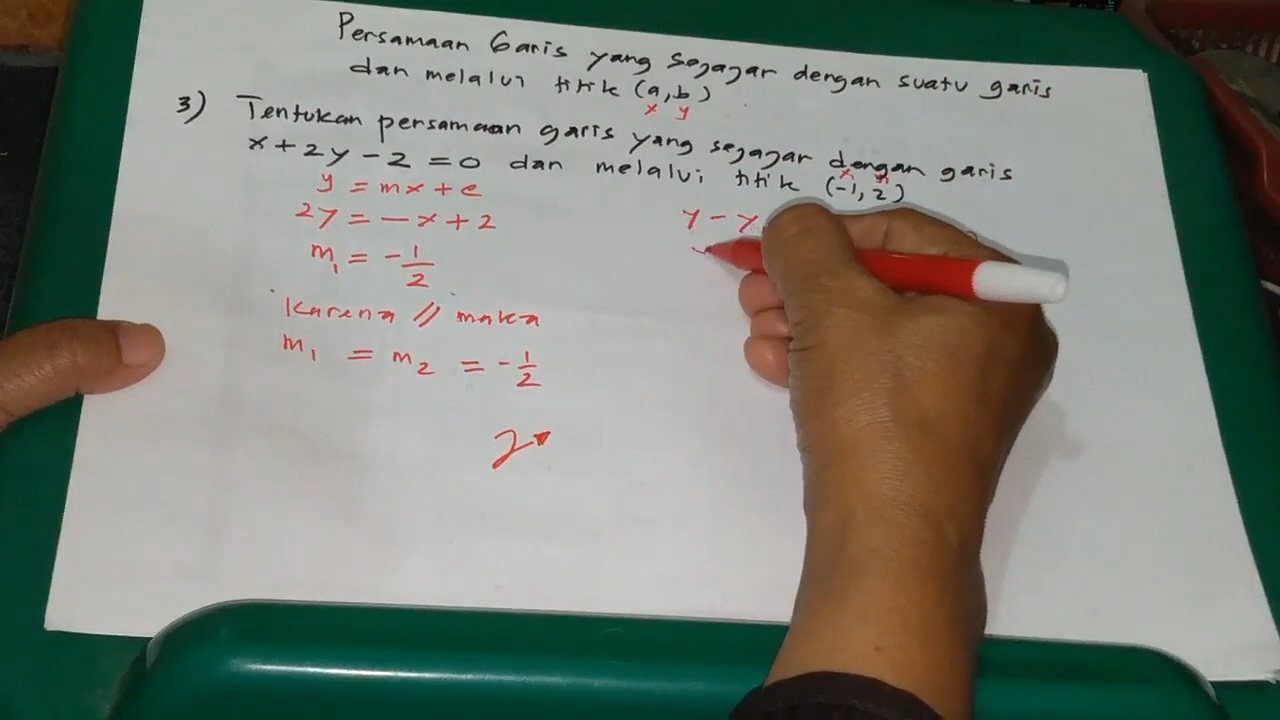 Persamaan Garis yang sejajar dengan suatu garis
dan melalui titik (a,b)
x y
3) Tentukan persamaan garis yang sejajar dengan garis
x + 2y - 2 = 0 dan melalui titik (-1, 2)
y = mx + c
2y = -x + 2
m₁ = -1/2
Karena // maka
m₁ = m₂ = -1/2
y - y